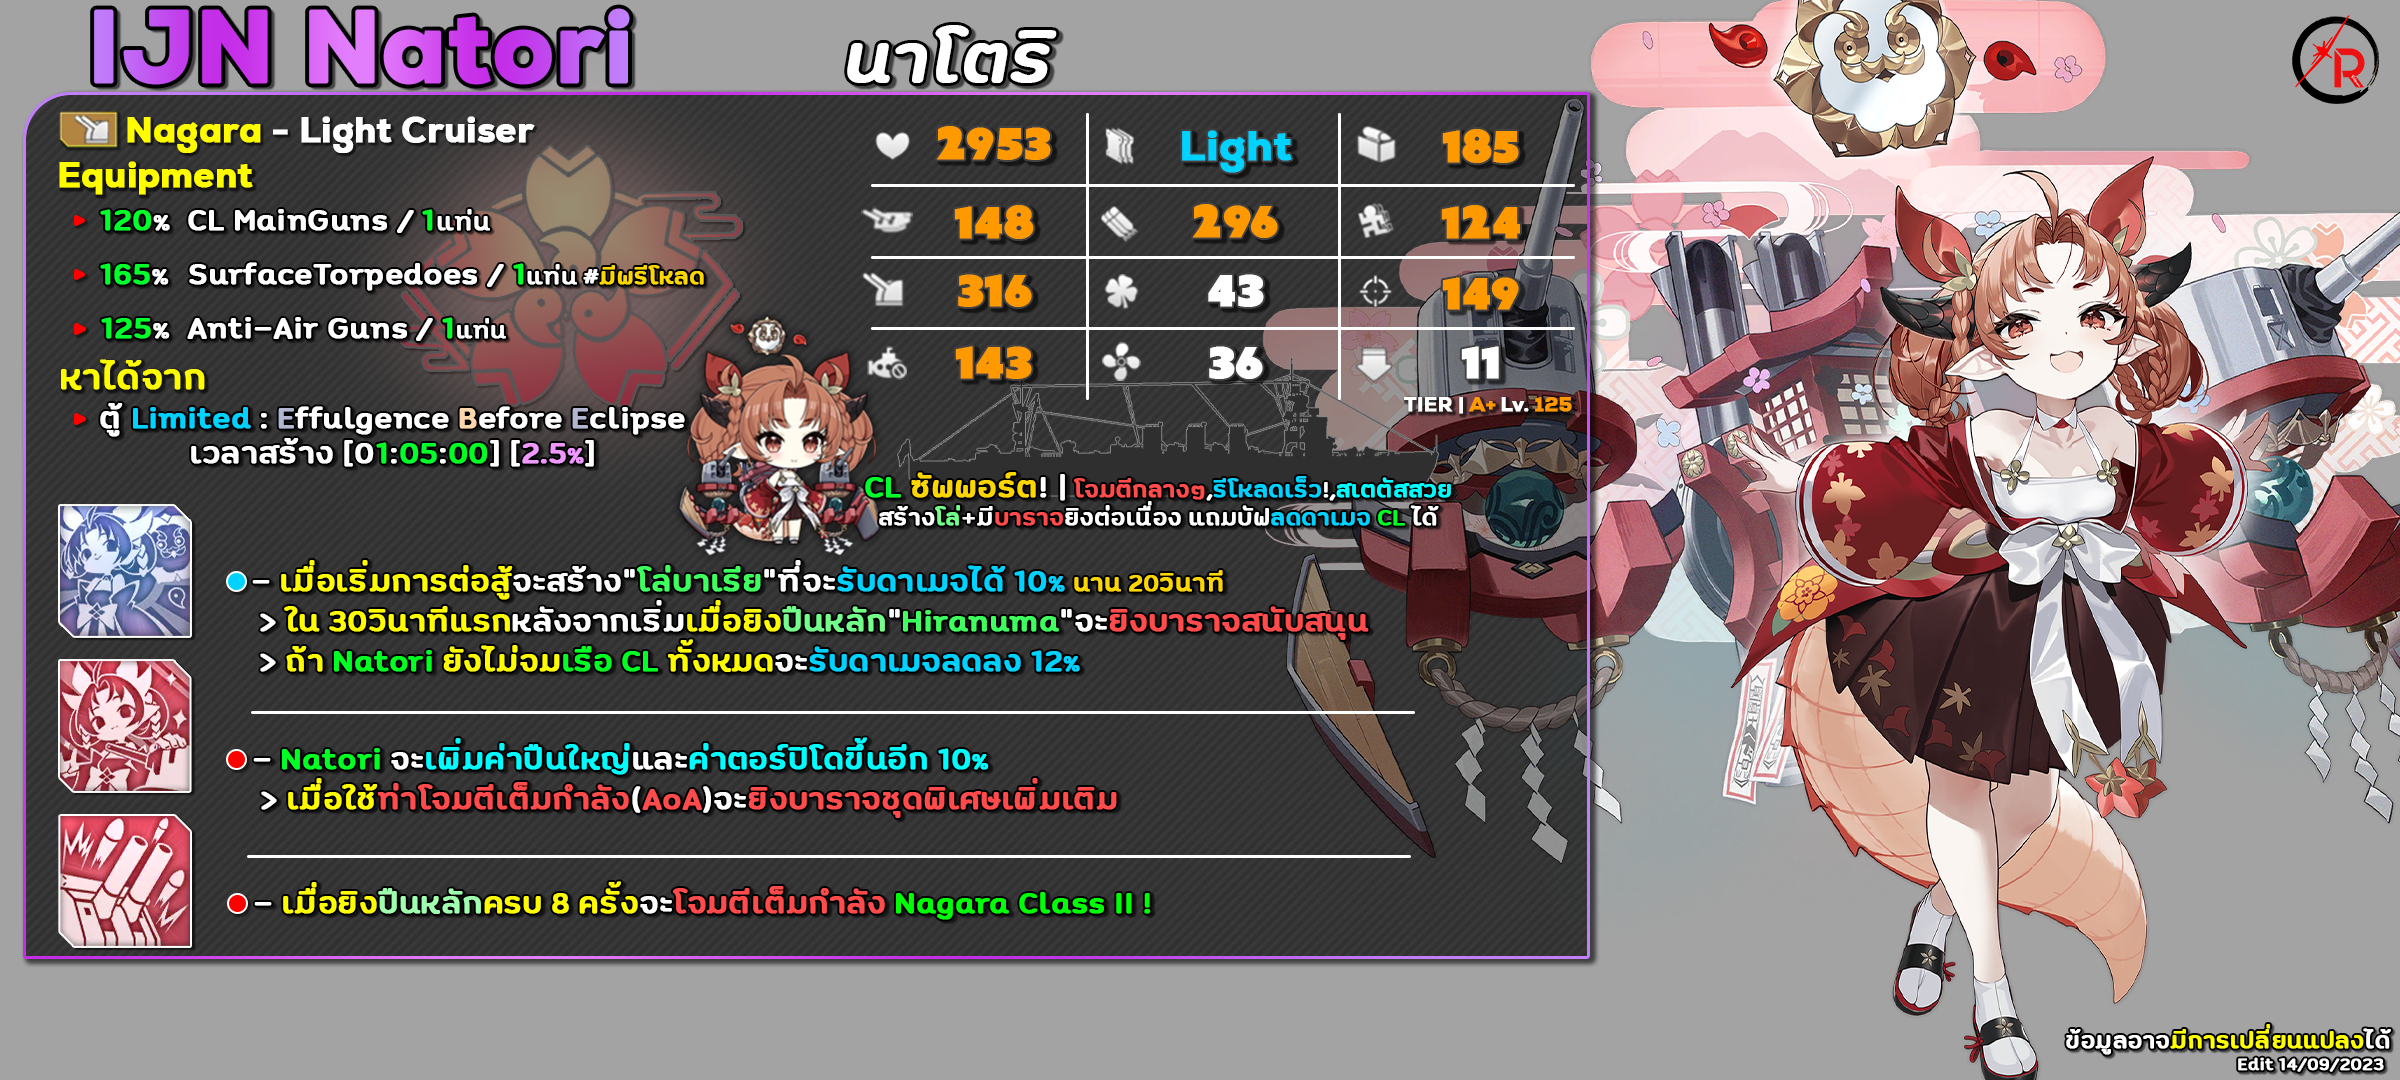 IJN Natori
นาโตริ
R
Nagara - Light Cruiser
Equipment
120% CL MainGuns / 1แท่น
165% SurfaceTorpedoes / 1แท่น #มีพรีโหลด
125% Anti-Air Guns / 1แท่น
หาได้จาก
ตู้ Limited : Effulgence Before Eclipse
เวลาสร้าง [01:05:00] [2.5%]
2953 Light 185
148 296 124
316 43 149
143 36 11
TIER | A+ Lv. 125
CL ซัพพอร์ต! | โจมตีกลางๆ,รีโหลดเร็ว!,สเตตัสสวย
สร้างโล่+มีบาราจยิงต่อเนื่อง แถมบัฟลดดาเมจ CL ได้
- เมื่อเริ่มการต่อสู้จะสร้าง"โล่บาเรีย"ที่จะรับดาเมจได้ 10% นาน 20วินาที
> ใน 30วินาทีแรกหลังจากเริ่มเมื่อยิงปืนหลัก"Hiranuma"จะยิงบาราจสนับสนุน
> ถ้า Natori ยังไม่จมเรือ CL ทั้งหมดจะรับดาเมจลดลง 12%
- Natori จะเพิ่มค่าปืนใหญ่และค่าตอร์ปิโดขึ้นอีก 10%
> เมื่อใช้ท่าโจมตีเต็มกำลัง(AoA)จะยิงบาราจชุดพิเศษเพิ่มเติม
- เมื่อยิงปืนหลักครบ 8 ครั้งจะโจมตีเต็มกำลัง Nagara Class II !
ข้อมูลอาจมีการเปลี่ยนแปลงได้
Edit 14/09/2023